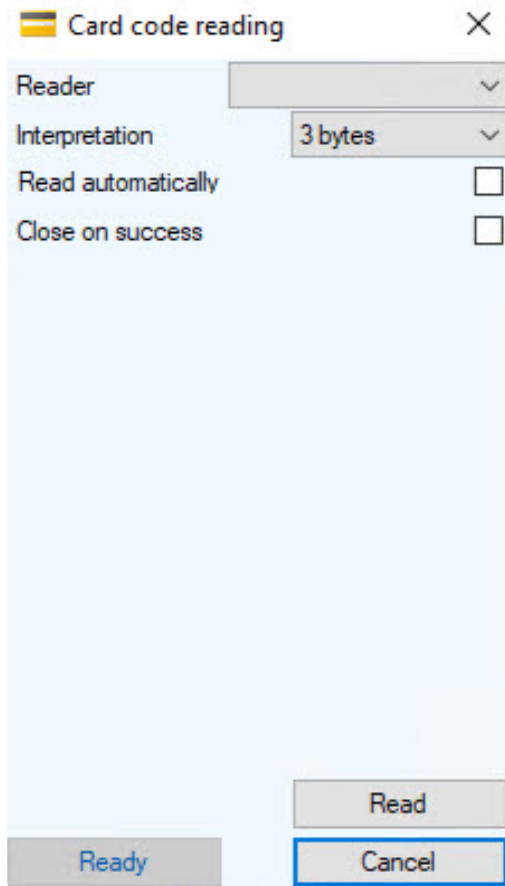 Card code reading
Reader
Interpretation 3 bytes
Read automatically
Close on success
Read
Ready Cancel